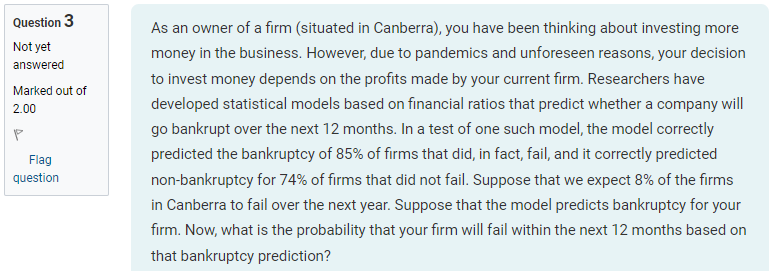 Question 3
Not yet
answered
Marked out of
2.00
Flag
question
As an owner of a firm (situated in Canberra), you have been thinking about investing more
money in the business. However, due to pandemics and unforeseen reasons, your decision
to invest money depends on the profits made by your current firm. Researchers have
developed statistical models based on financial ratios that predict whether a company will
go bankrupt over the next 12 months. In a test of one such model, the model correctly
predicted the bankruptcy of 85% of firms that did, in fact, fail, and it correctly predicted
non-bankruptcy for 74% of firms that did not fail. Suppose that we expect 8% of the firms
in Canberra to fail over the next year. Suppose that the model predicts bankruptcy for your
firm. Now, what is the probability that your firm will fail within the next 12 months based on
that bankruptcy prediction?